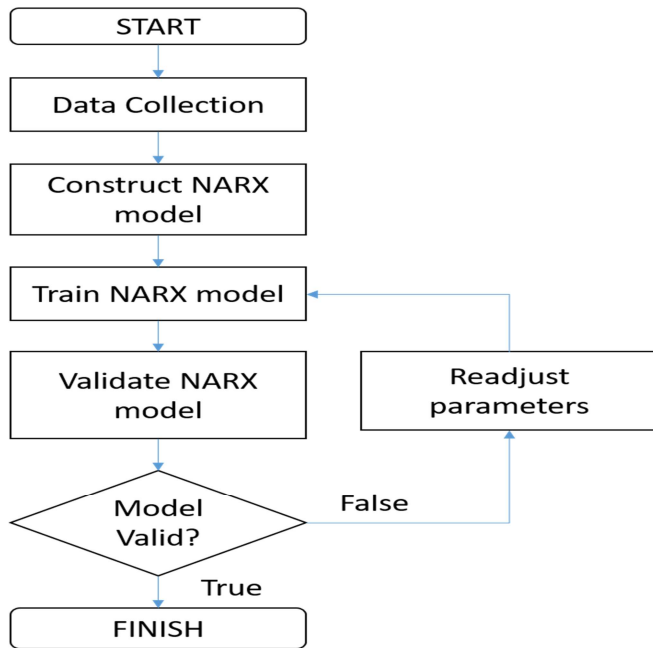 START
Data Collection
Construct NARX
model
Train NARX model
Validate NARX
model
Readjust
parameters
Model
Valid?
False
True
FINISH